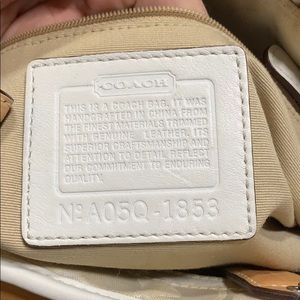 COACH
THIS IS A COACH BAG. IT WAS
HANDCRAFTED IN CHINA FROM
THE FINEST MATERIALS TRIMMED
WITH GENUINE LEATHER, ITS
SUPERIOR CRAFTSMANSHIP AND
ATTENTION TO DETAIL REFLECT
OUR COMMITMENT TO ENDURING
QUALITY.
Nº A05Q-1853